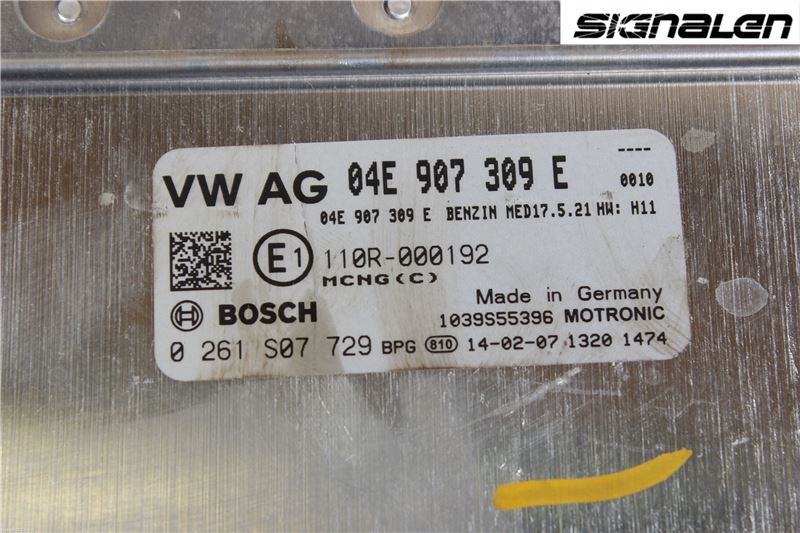 SIGNALEN
VW AG 04E 907 309 E ----
0010
04E 907 309 E BENZIN MED17.5.21 HW: H11
E1 110R-000192
MCNG(C)
Made in Germany
BOSCH 1039S55396 MOTRONIC
0 261 S07 729 BPG 810 14-02-07 1320 1474